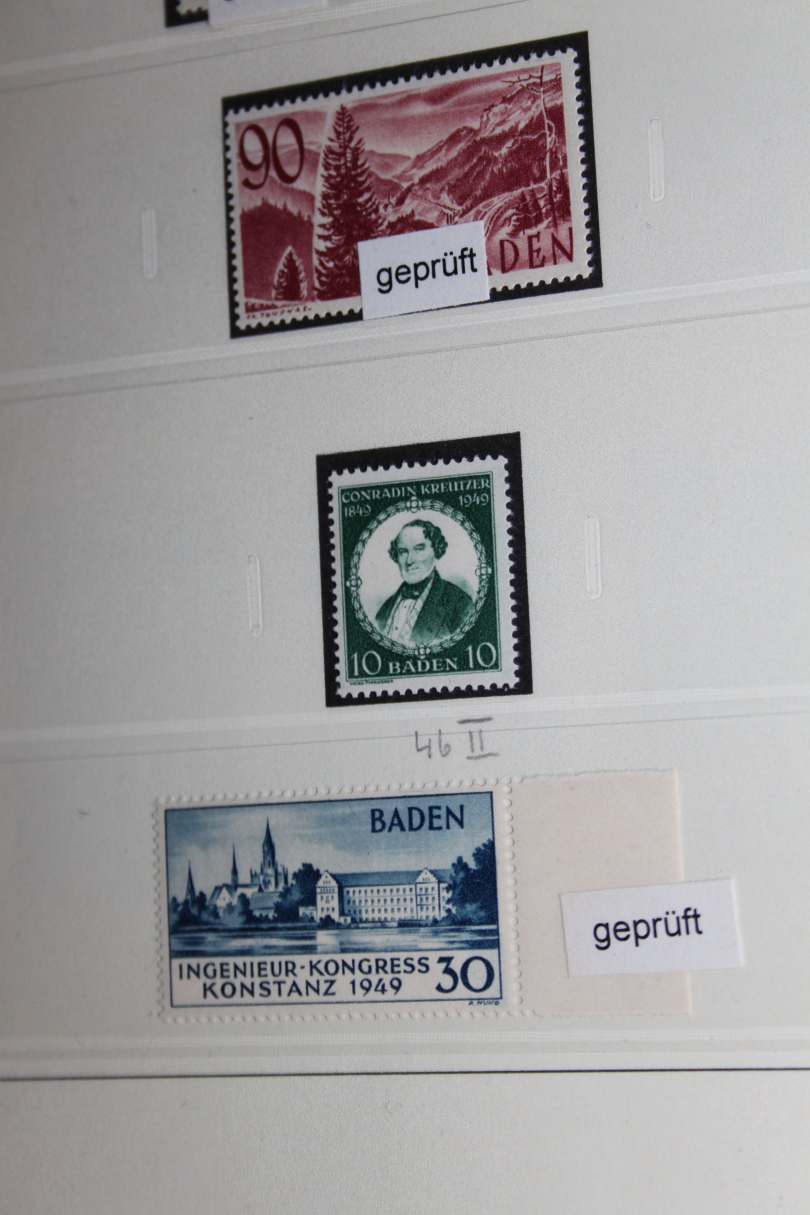 90
geprüft
DEN
CONRADIN KREUTZER
1849 1949
10 BADEN 10
46 II
BADEN
INGENIEUR-KONGRESS 30
KONSTANZ 1949
geprüft